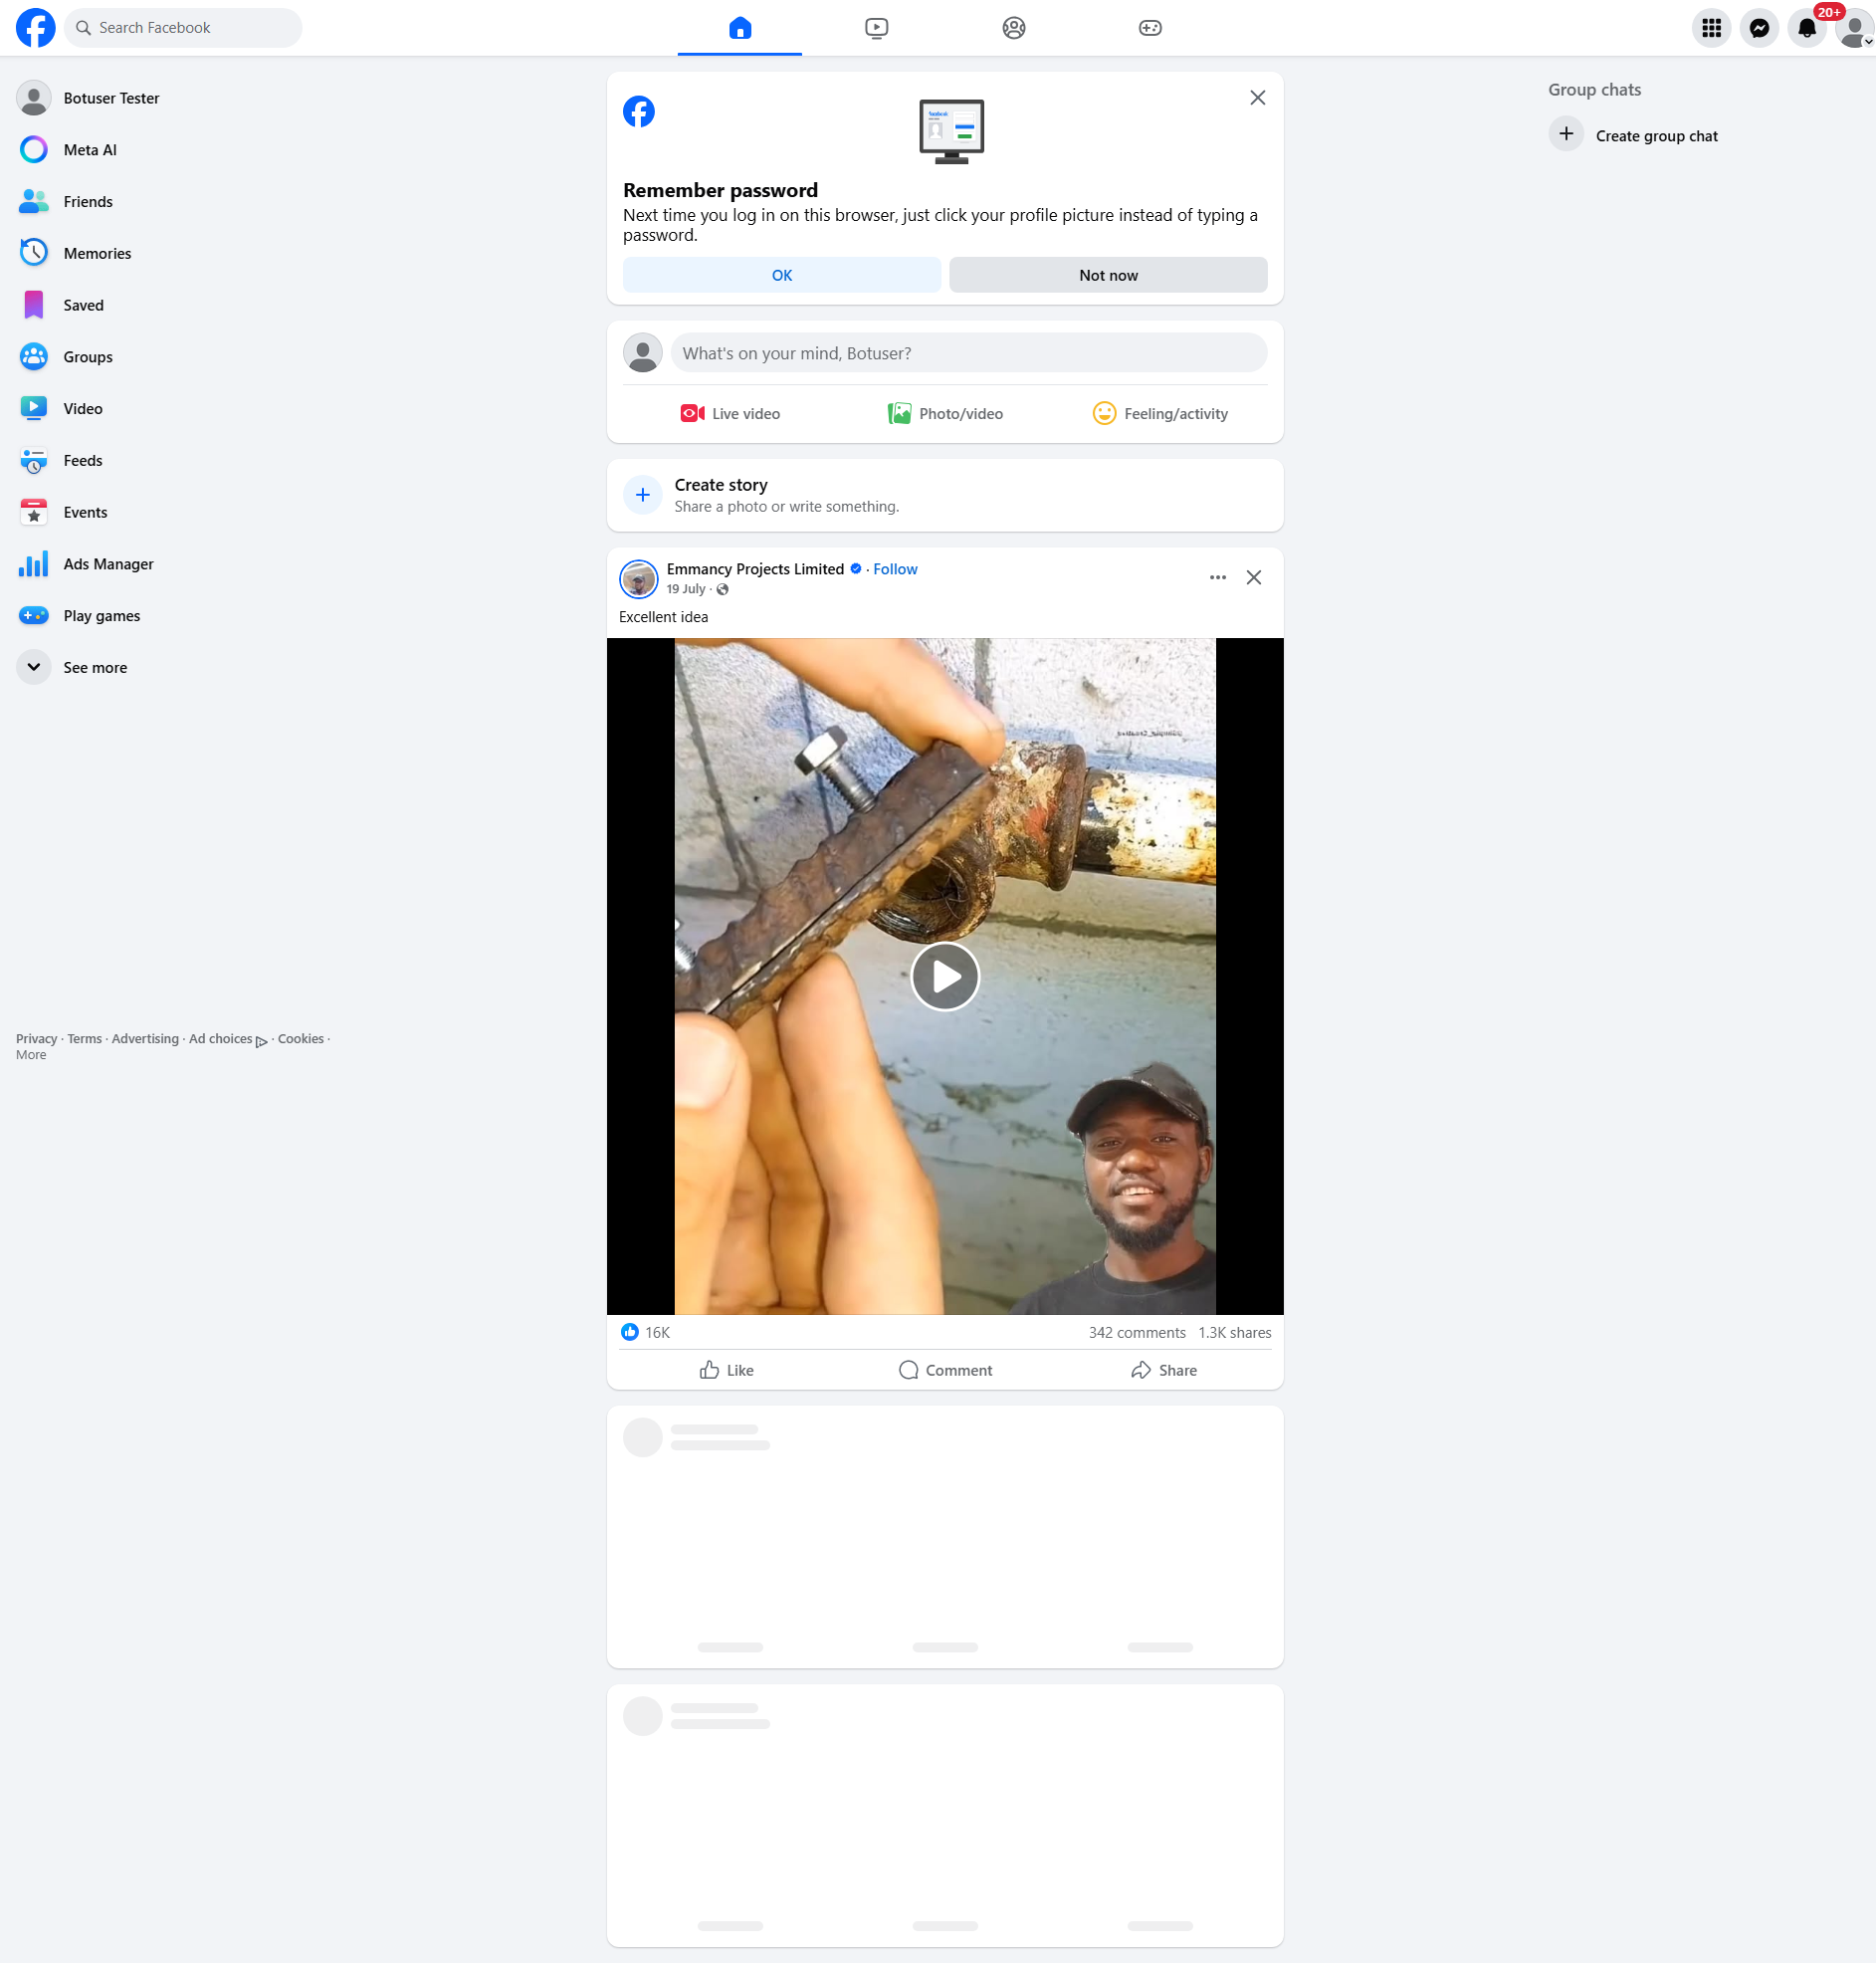 Search Facebook
20+
Botuser Tester
Meta AI
Friends
Memories
Saved
Groups
Video
Feeds
Events
Ads Manager
Play games
See more
Privacy · Terms · Advertising · Ad choices · Cookies ·
More
Remember password
Next time you log in on this browser, just click your profile picture instead of typing a
password.
OK
Not now
What's on your mind, Botuser?
Live video
Photo/video
Feeling/activity
Create story
Share a photo or write something.
Emmancy Projects Limited · Follow
19 July ·
Excellent idea
16K
342 comments 1.3K shares
Like
Comment
Share
Group chats
Create group chat